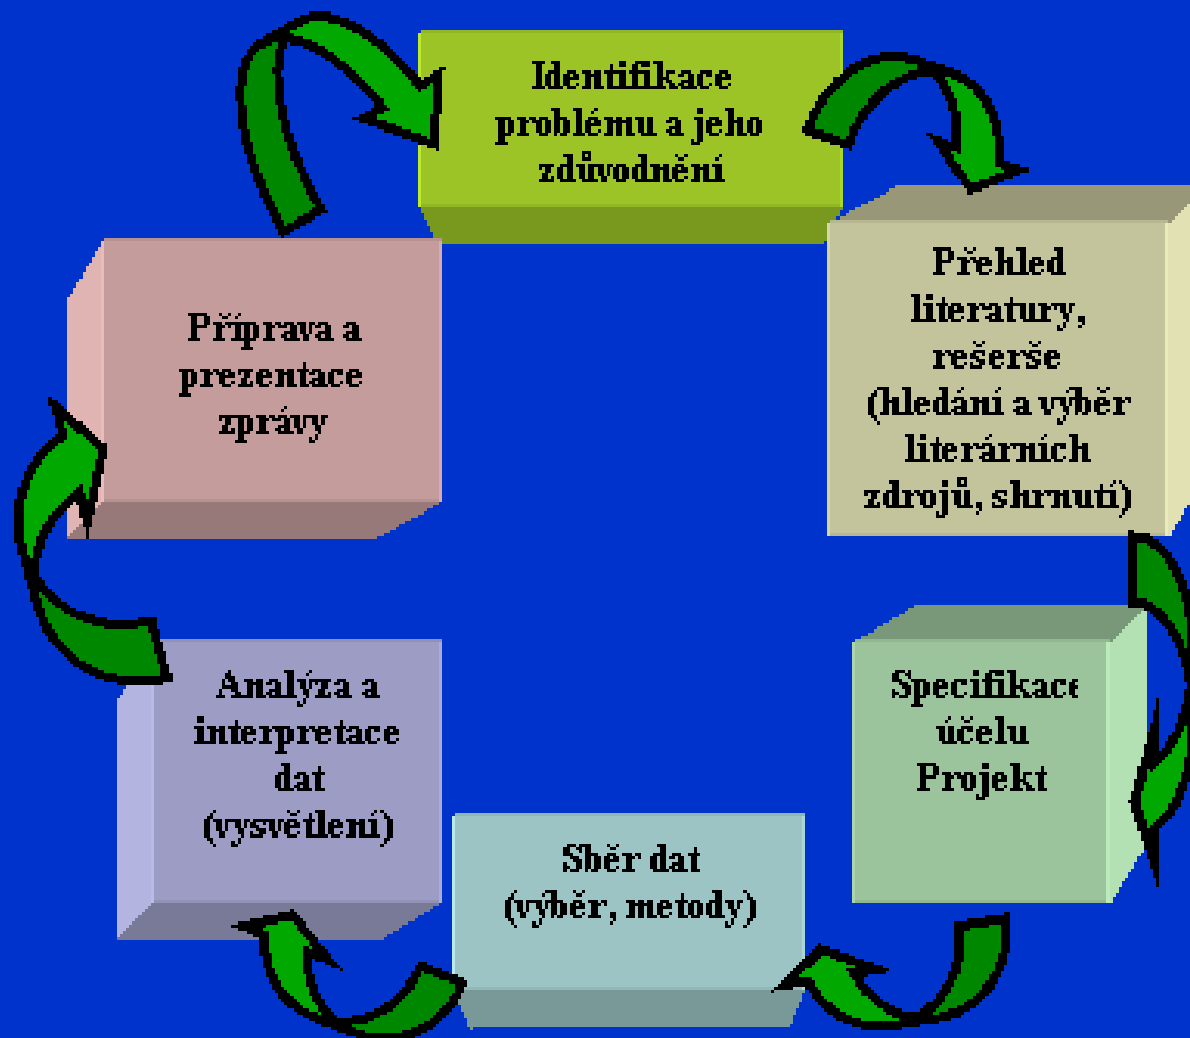 Identifikace
problému a jeho
zdůvodnění
Přehled
literatury,
rešerše
(hledání a výběr
literárních
zdrojů, shrnutí)
Specifikace
účelu
Projekt
Sběr dat
(výběr, metody)
Analýza a
interpretace
dat
(vysvětlení)
Příprava a
prezentace
zprávy